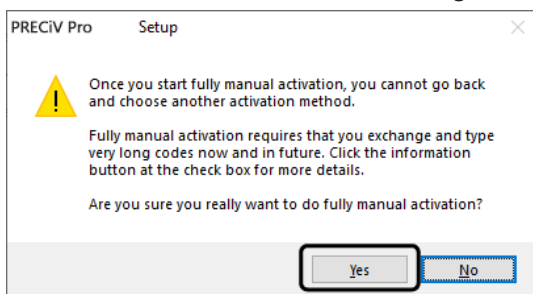 PRECiV Pro Setup
Once you start fully manual activation, you cannot go back
and choose another activation method.
Fully manual activation requires that you exchange and type
very long codes now and in future. Click the information
button at the check box for more details.
Are you sure you really want to do fully manual activation?
Yes No